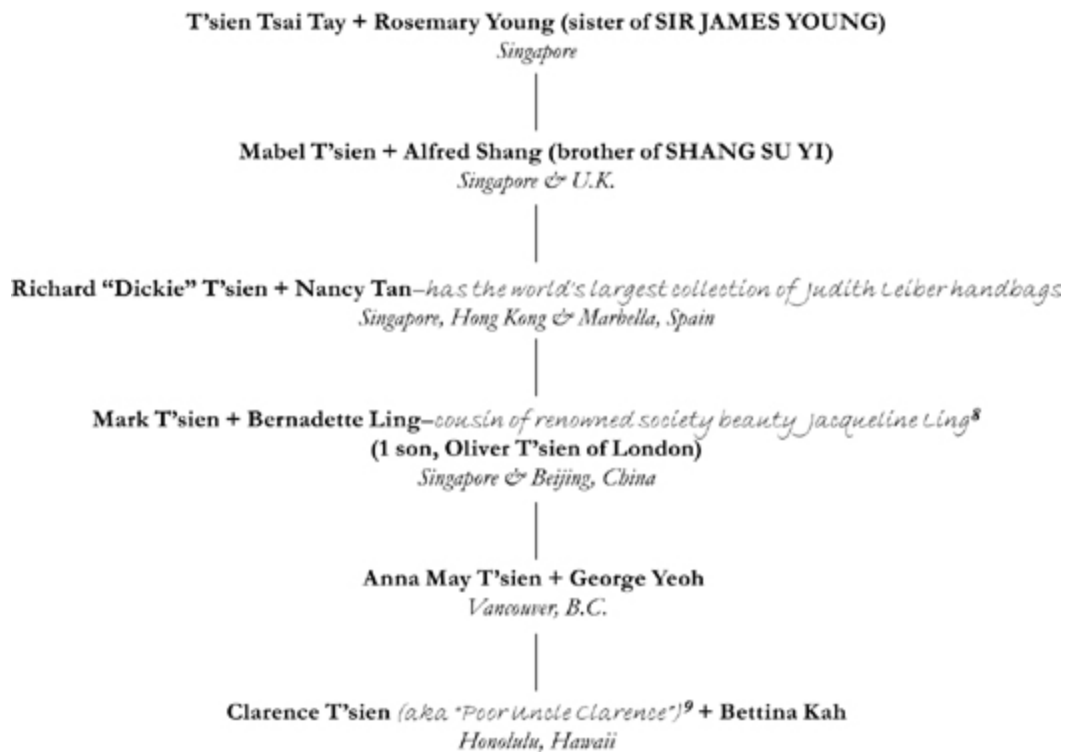 T’sien Tsai Tay + Rosemary Young (sister of SIR JAMES YOUNG)
Singapore
Mabel T’sien + Alfred Shang (brother of SHANG SU YI)
Singapore & U.K.
Richard “Dickie” T’sien + Nancy Tan—has the world's largest collection of Judith Leiber handbags
Singapore, Hong Kong & Marbella, Spain
Mark T’sien + Bernadette Ling—cousin of renowned society beauty Jacqueline Ling⁸
(1 son, Oliver T’sien of London)
Singapore & Beijing, China
Anna May T’sien + George Yeoh
Vancouver, B.C.
Clarence T’sien (aka "Poor Uncle Clarence")⁹ + Bettina Kah
Honolulu, Hawaii